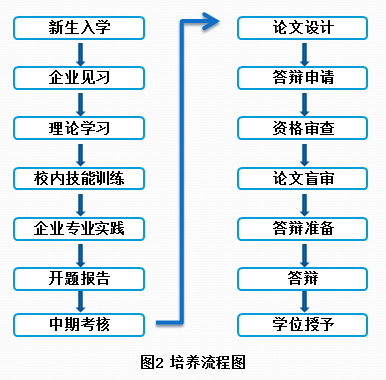 新生入学
企业见习
理论学习
校内技能训练
企业专业实践
开题报告
中期考核
论文设计
答辩申请
资格审查
论文盲审
答辩准备
答辩
学位授予
图2 培养流程图